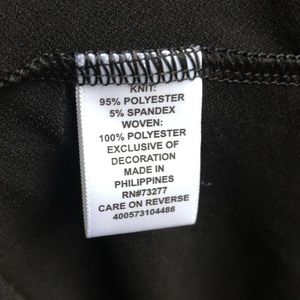 KNIT:
95% POLYESTER
5% SPANDEX
WOVEN:
100% POLYESTER
EXCLUSIVE OF
DECORATION
MADE IN
PHILIPPINES
RN#73277
CARE ON REVERSE
400573104486